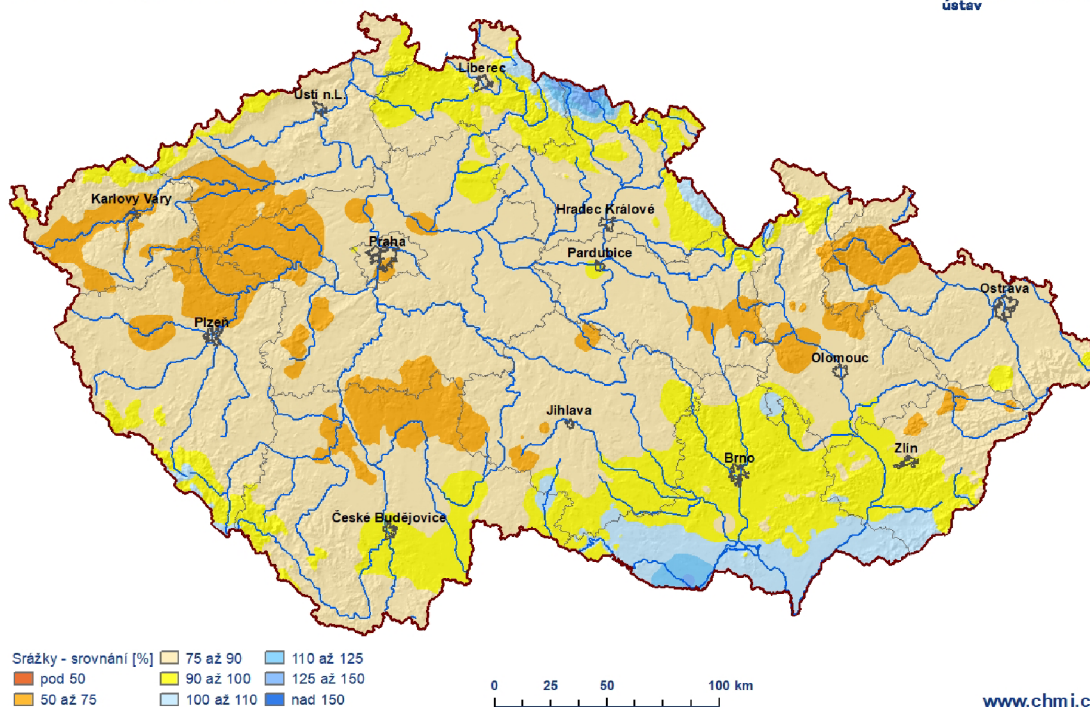 ústav
Liberec
Ústí n.L.
Karlovy Vary
Hradec Králové
Praha
Pardubice
Ostrava
Plzeň
Olomouc
Jihlava
Brno
Zlín
České Budějovice
Srážky - srovnání [%]
pod 50
50 až 75
75 až 90
90 až 100
100 až 110
110 až 125
125 až 150
nad 150
0 25 50 100 km
www.chmi.c